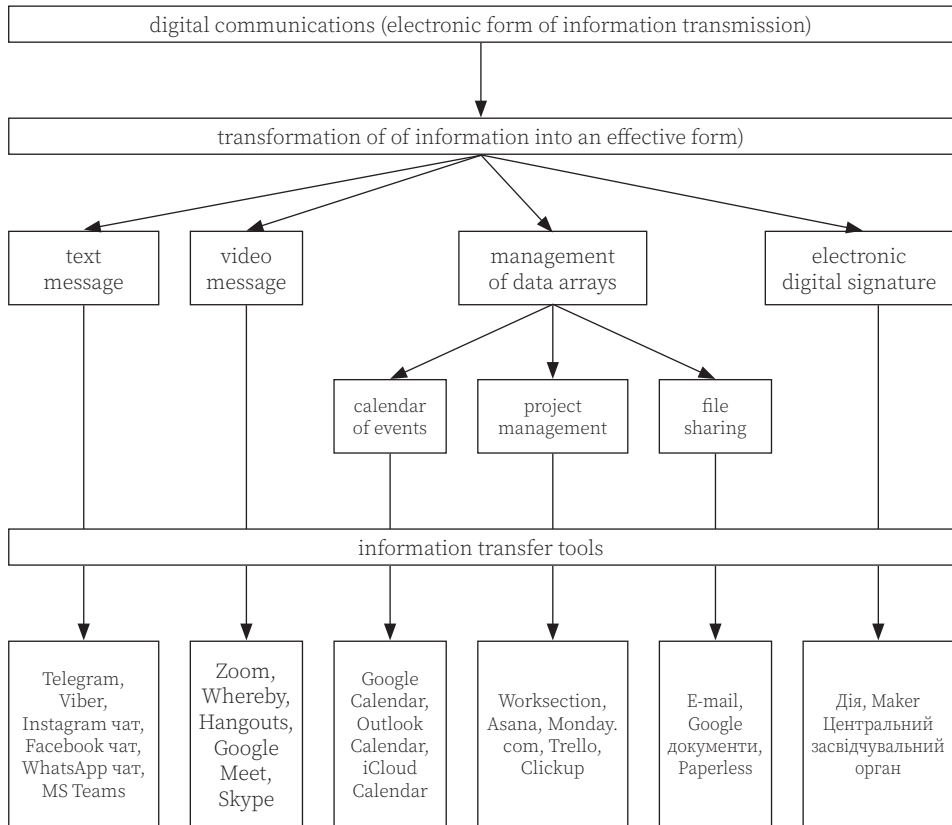 digital communications (electronic form of information transmission)
transformation of of information into an effective form)
text
message
video
message
management
of data arrays
electronic
digital signature
calendar
of events
project
management
file
sharing
information transfer tools
Telegram,
Viber,
Instagram чат,
Facebook чат,
WhatsApp чат,
MS Teams
Zoom,
Whereby,
Hangouts,
Google
Meet,
Skype
Google
Calendar,
Outlook
Calendar,
iCloud
Calendar
Worksection,
Asana, Monday.
com, Trello,
Clickup
E-mail,
Google
документи,
Paperless
Дія, Maker
Центральний
засвідчувальний
орган